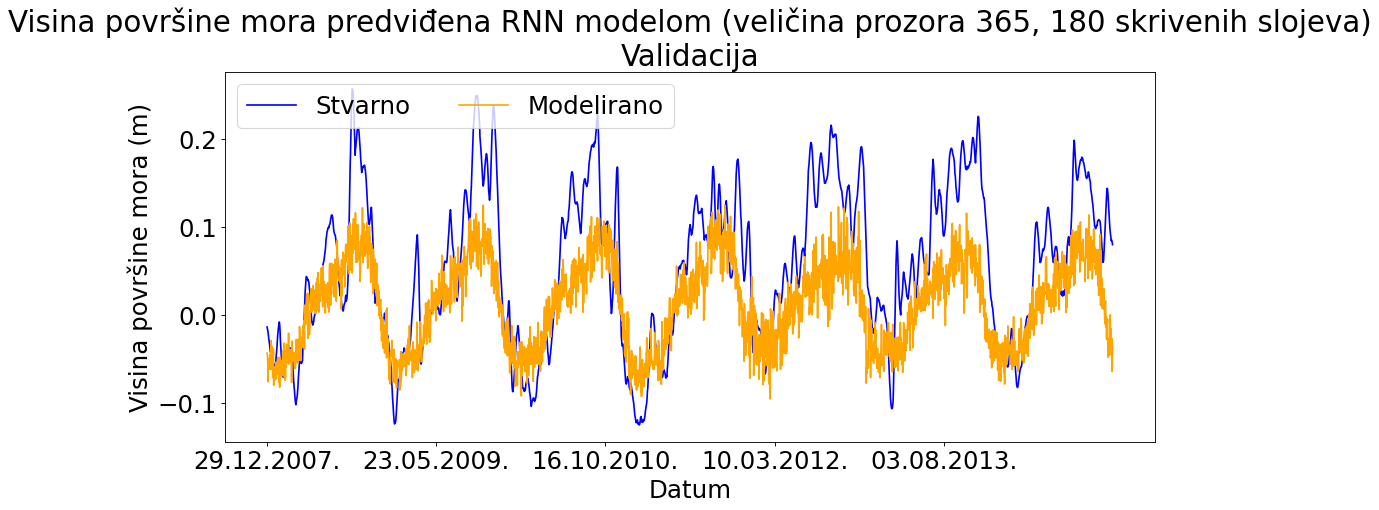 Visina površine mora predviđena RNN modelom (veličina prozora 365, 180 skrivenih slojeva)
Validacija
Stvarno
Modelirano
Visina površine mora (m)
0.2
0.1
0.0
−0.1
29.12.2007.
23.05.2009.
16.10.2010.
10.03.2012.
03.08.2013.
Datum